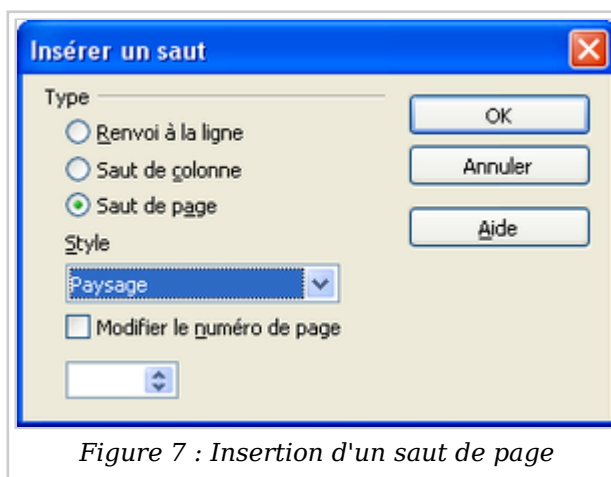 Insérer un saut
Type
Renvoi à la ligne
Saut de colonne
Saut de page
Style
Paysage
Modifier le numéro de page
OK
Annuler
Aide
Figure 7 : Insertion d'un saut de page